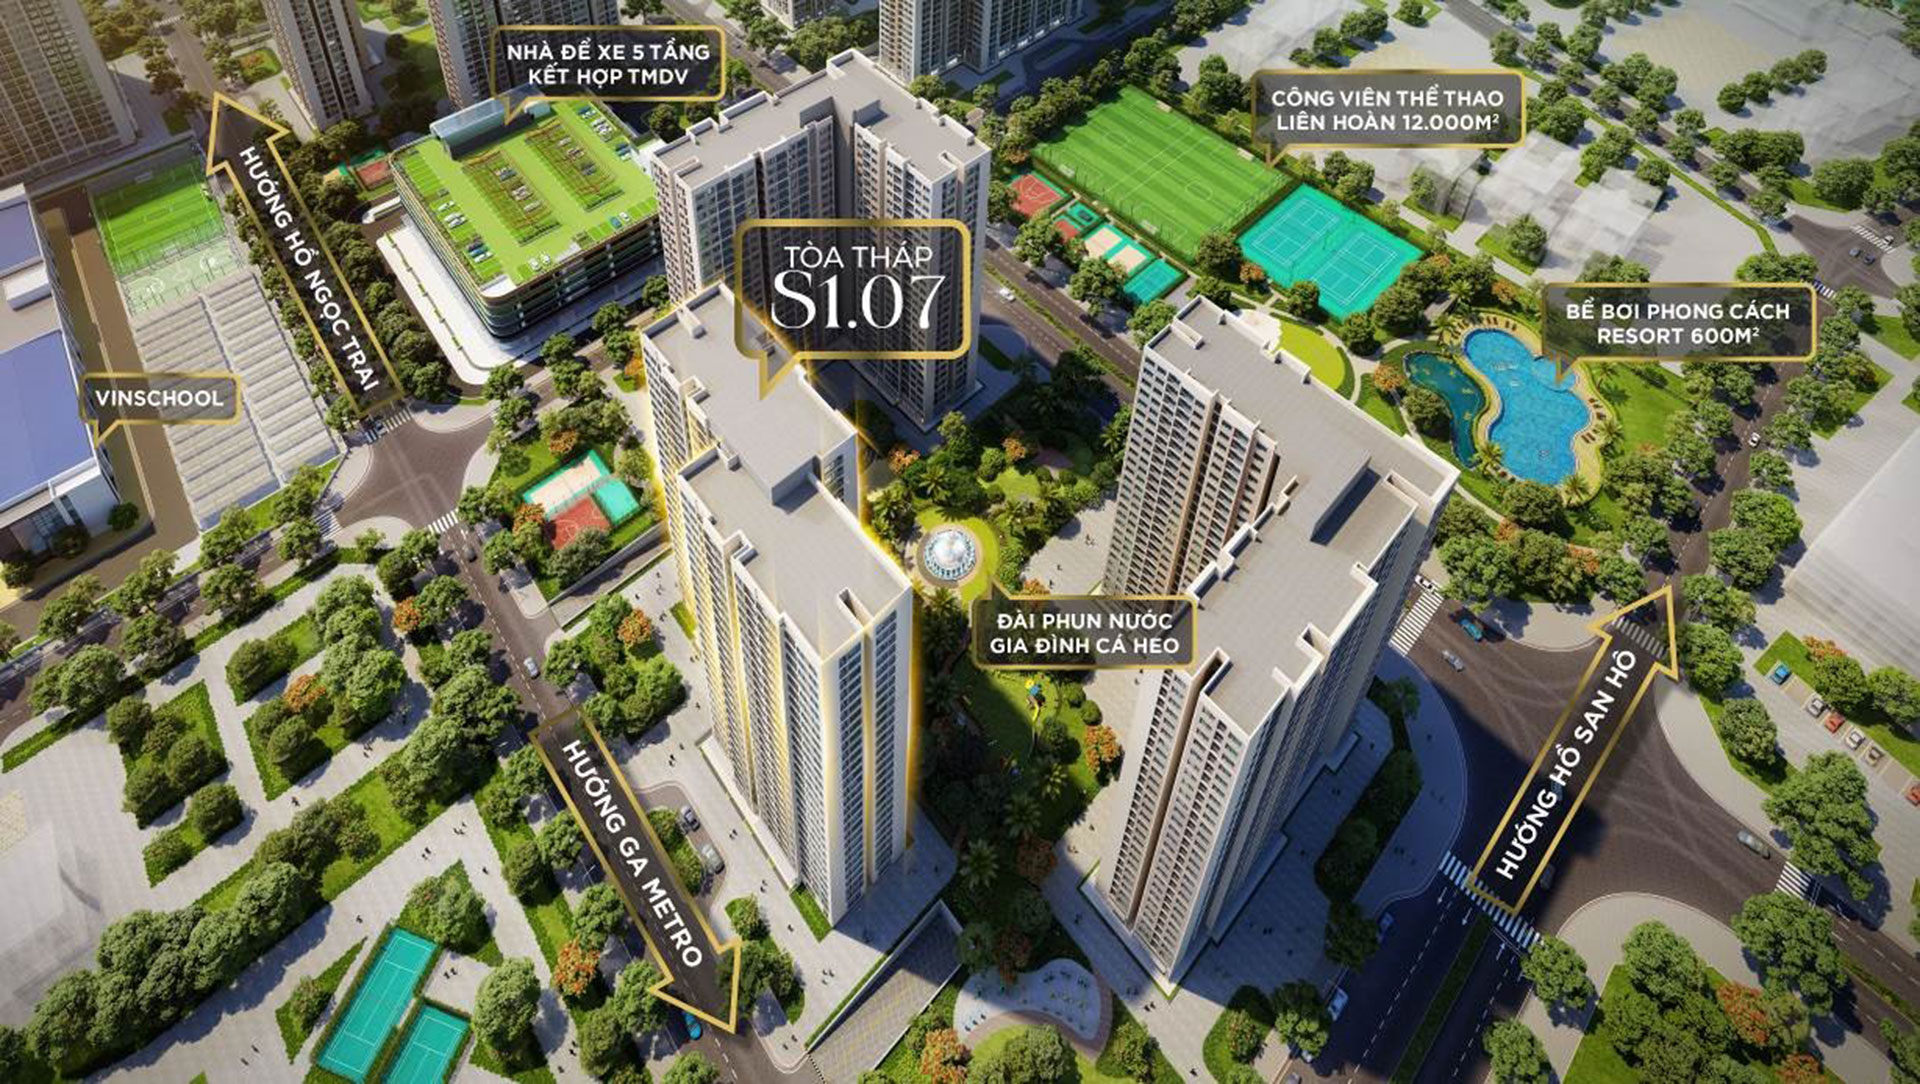 NHÀ ĐỂ XE 5 TẦNG
KẾT HỢP TMDV
CÔNG VIÊN THỂ THAO
LIÊN HOÀN 12.000M²
HƯỚNG HỒ NGỌC TRAI
TÒA THÁP
S1.07
BỂ BƠI PHONG CÁCH
RESORT 600M²
VINSCHOOL
ĐÀI PHUN NƯỚC
GIA ĐÌNH CÁ HEO
HƯỚNG GA METRO
HƯỚNG HỒ SAN HÔ